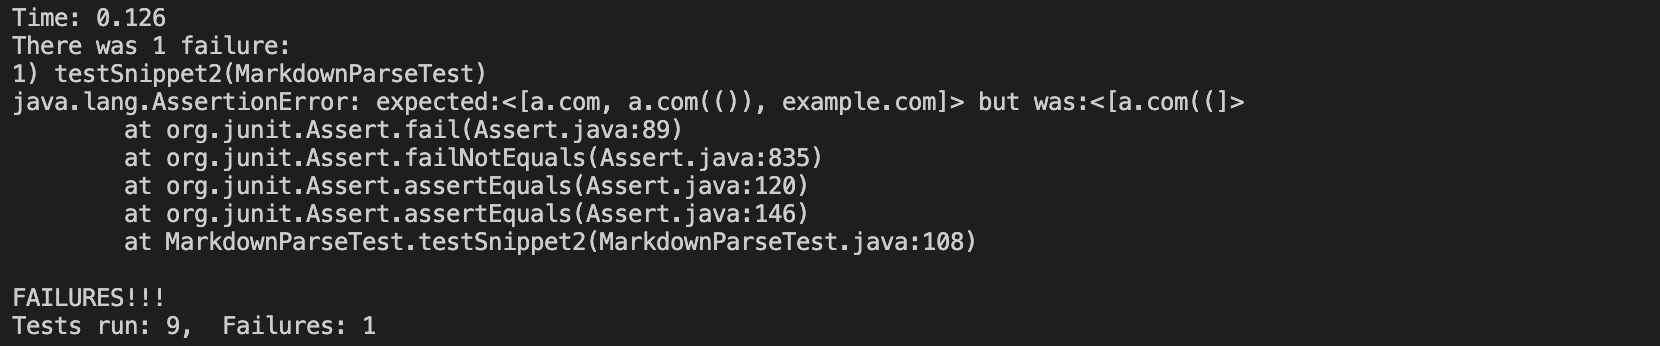 Time: 0.126
There was 1 failure:
1) testSnippet2(MarkdownParseTest)
java.lang.AssertionError: expected:<[a.com, a.com(()), example.com]> but was:<[a.com((]>
        at org.junit.Assert.fail(Assert.java:89)
        at org.junit.Assert.failNotEquals(Assert.java:835)
        at org.junit.Assert.assertEquals(Assert.java:120)
        at org.junit.Assert.assertEquals(Assert.java:146)
        at MarkdownParseTest.testSnippet2(MarkdownParseTest.java:108)

FAILURES!!!
Tests run: 9,  Failures: 1